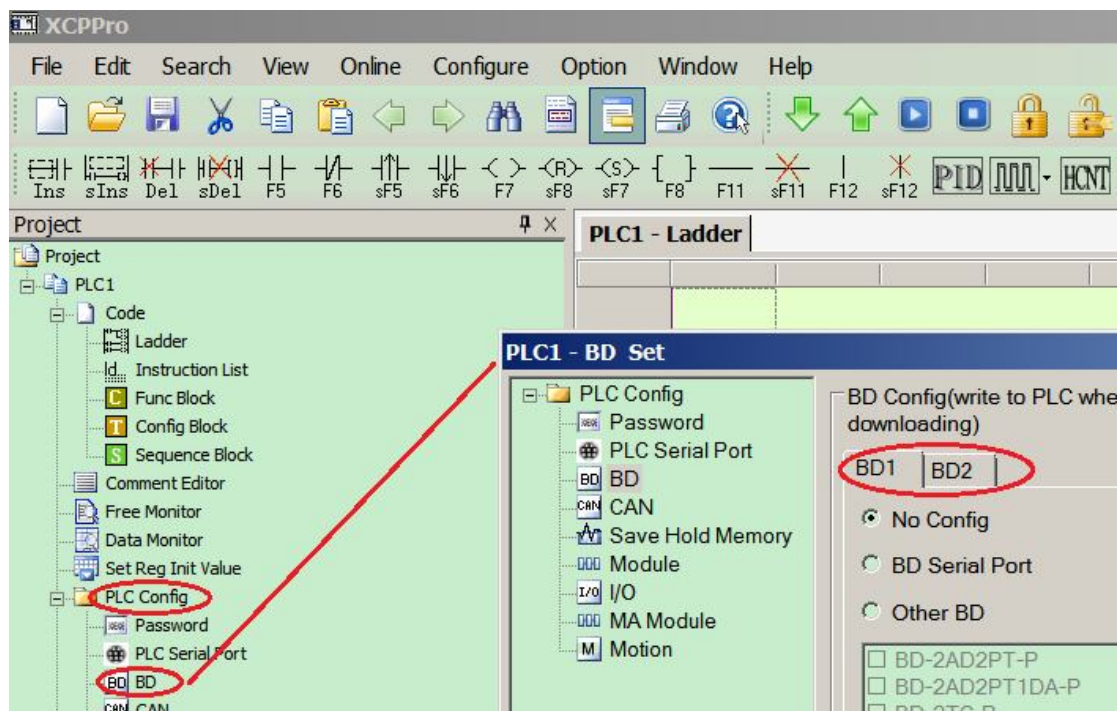 XCPPro
File Edit Search View Online Configure Option Window Help
Ins sIns Del sDel F5 F6 sF5 sF6 F7 sF8 sF7 F8 F11 sF11 F12 sF12 PID HCNT
Project
PLC1 - Ladder
Project
PLC1
Code
Ladder
Instruction List
Func Block
Config Block
Sequence Block
Comment Editor
Free Monitor
Data Monitor
Set Reg Init Value
PLC Config
Password
PLC Serial Port
BD BD
CAN CAN
PLC1 - BD Set
PLC Config
Password
PLC Serial Port
BD BD
CAN CAN
Save Hold Memory
Module
I/O I/O
MA Module
M Motion
BD Config(write to PLC whe
downloading)
BD1 BD2
No Config
BD Serial Port
Other BD
BD-2AD2PT-P
BD-2AD2PT1DA-P